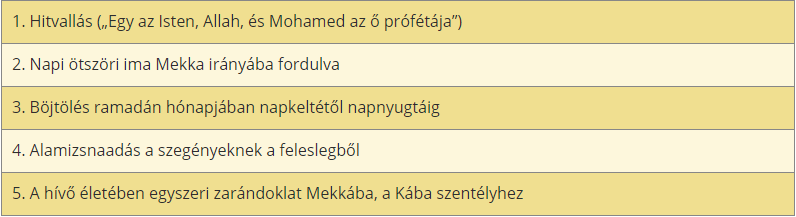 1. Hitvallás („Egy az Isten, Allah, és Mohamed az ő prófétája”)
2. Napi ötszöri ima Mekka irányába fordulva
3. Böjtölés ramadán hónapjában napkeltétől napnyugtáig
4. Alamizsnaadás a szegényeknek a feleslegből
5. A hívő életében egyszeri zarándoklat Mekkába, a Kába szentélyhez